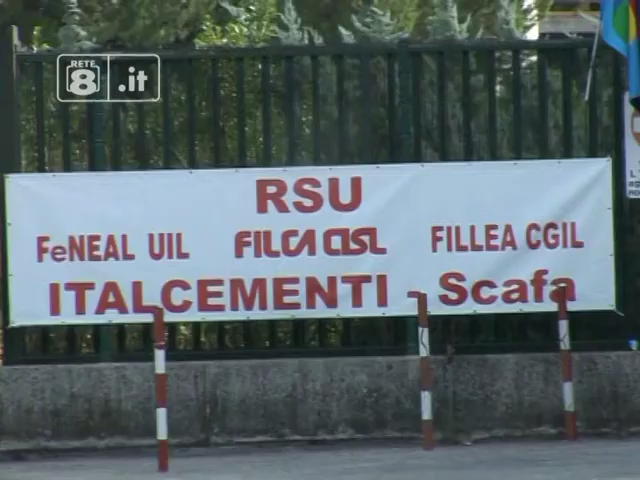 RETE
8 .it
RSU
FeNEAL UIL FILCA CISL FILLEA CGIL
ITALCEMENTI - Scafa